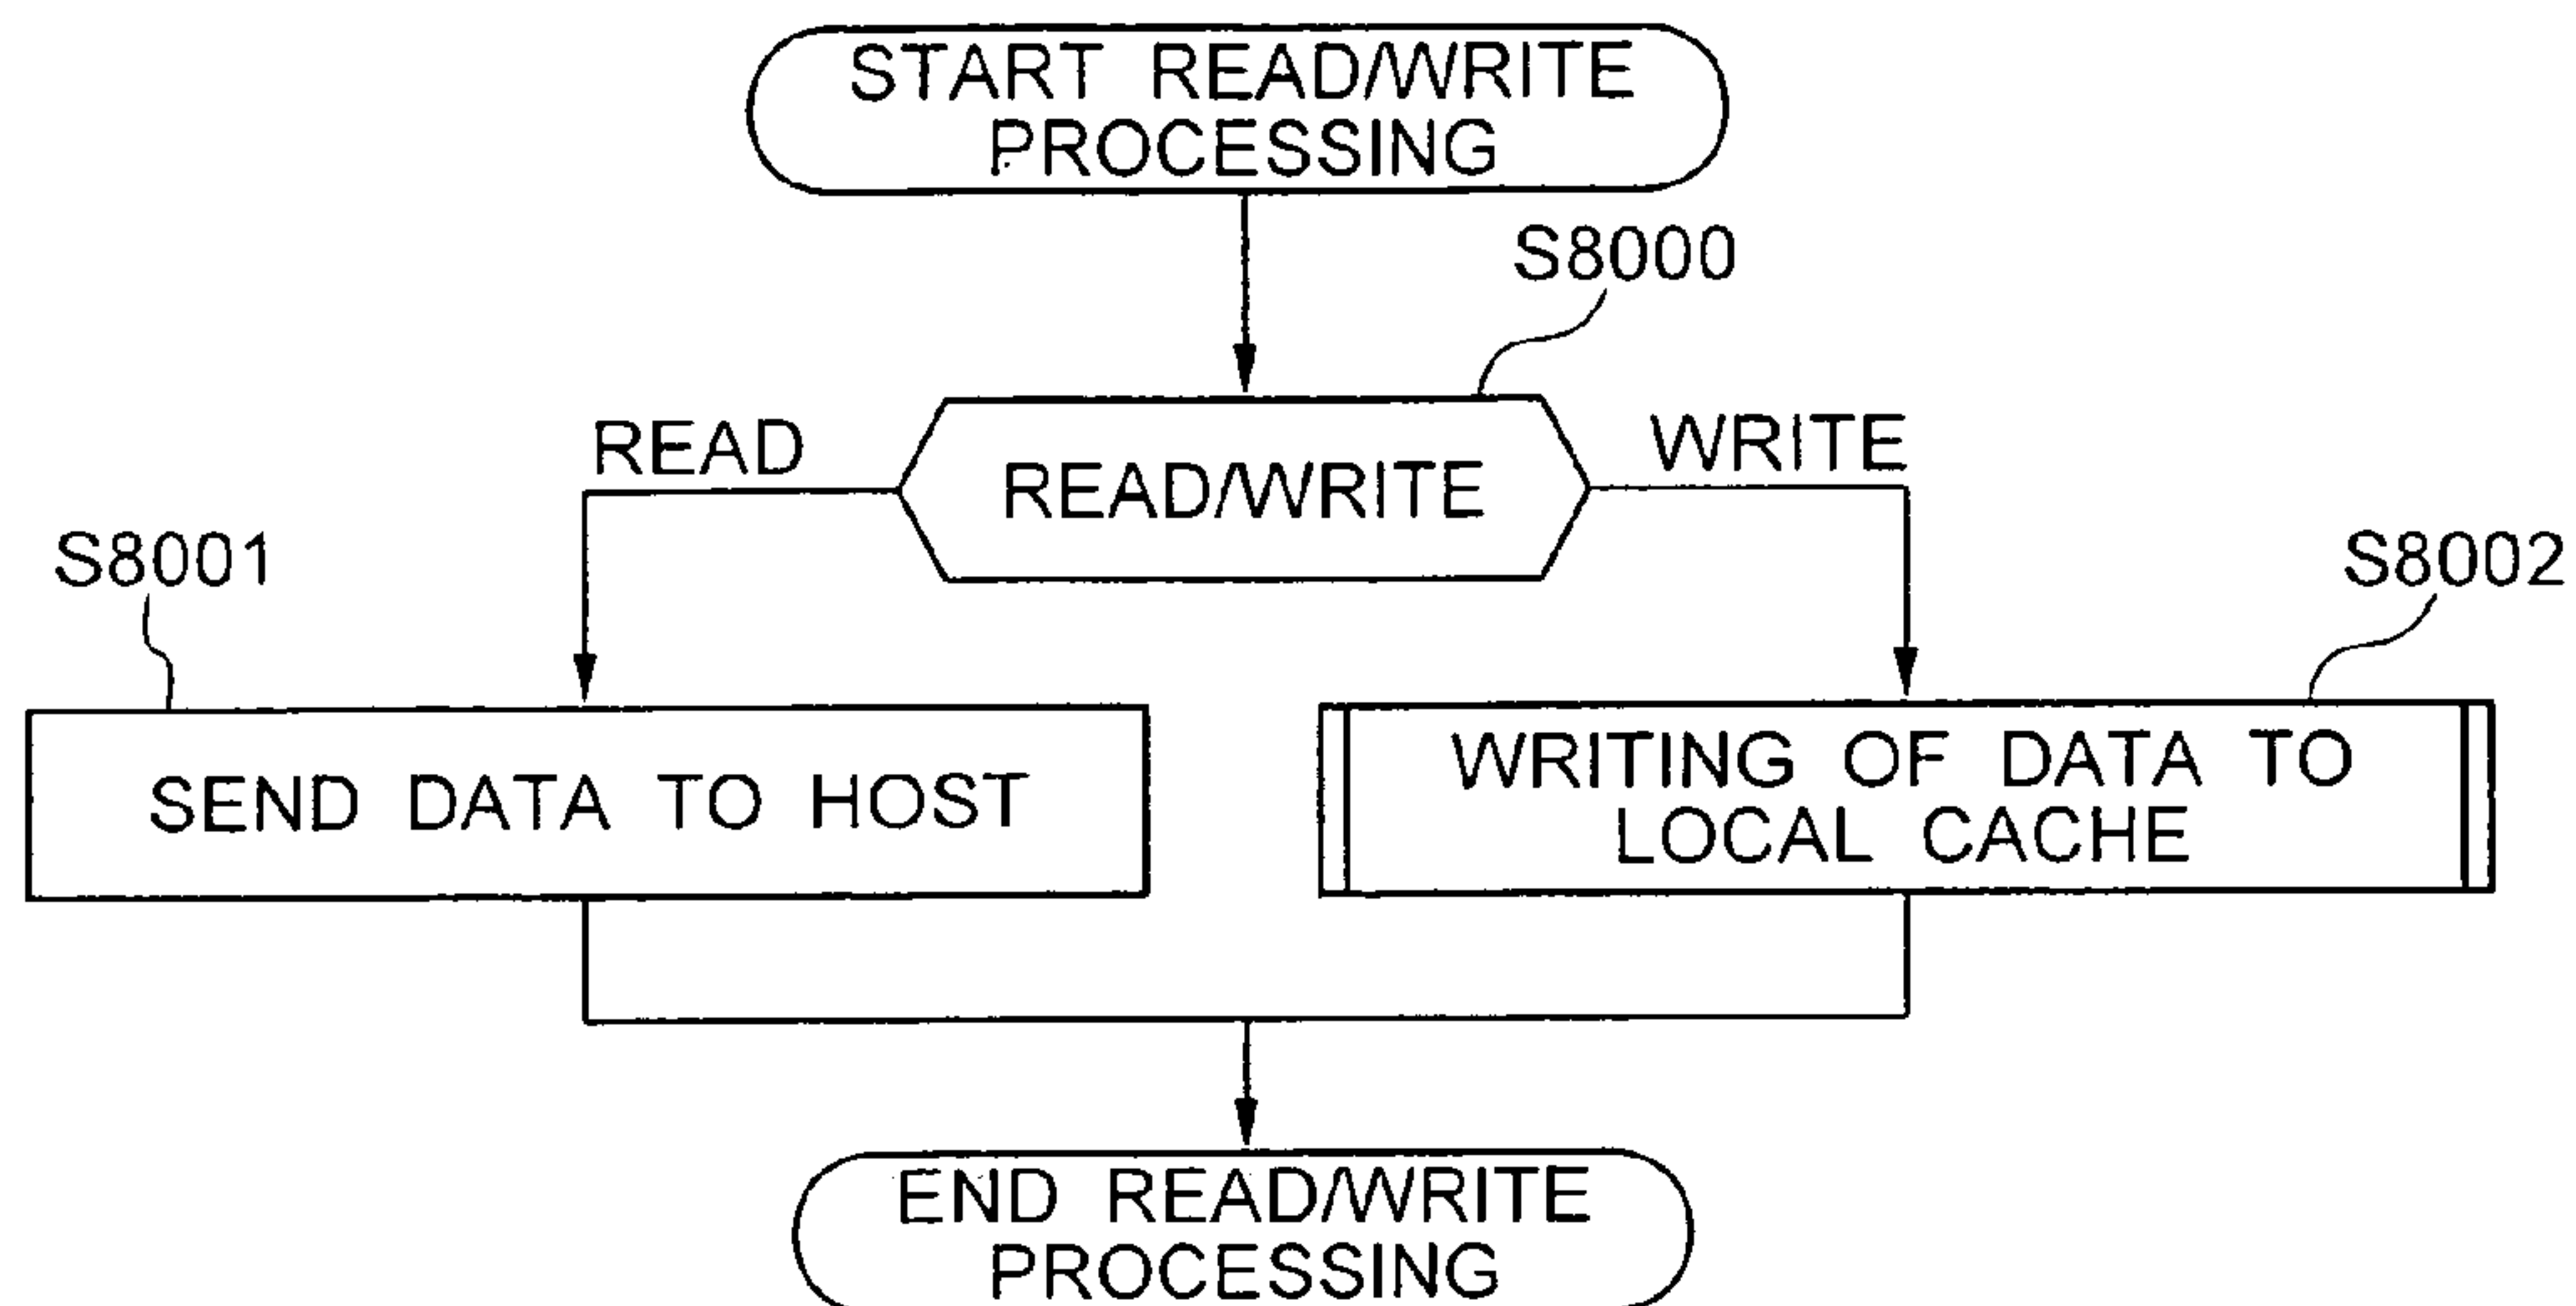 START READ/WRITE
PROCESSING
S8000
READ
READ/WRITE
WRITE
S8001
S8002
SEND DATA TO HOST
WRITING OF DATA TO
LOCAL CACHE
END READ/WRITE
PROCESSING